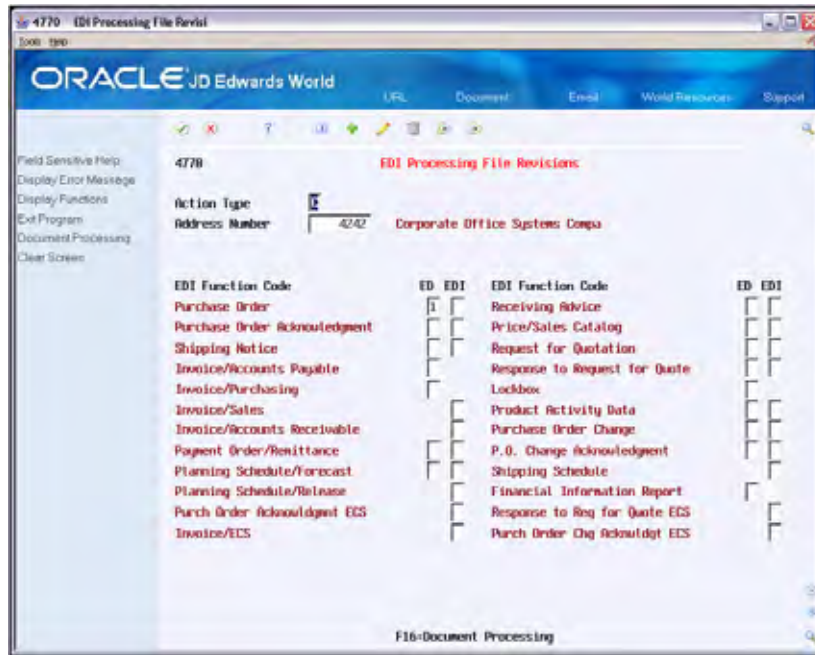 4770 EDI Processing File Revisi
Tools Help
ORACLE JD Edwards World
URL Document Email World Resources Support
Field Sensitive Help
Display Error Message
Display Functions
Exit Program
Document Processing
Clear Screen
4770 EDI Processing File Revisions
Action Type
Address Number 4242 Corporate Office Systems Compa
EDI Function Code ED EDI EDI Function Code ED EDI
Purchase Order 1 Receiving Advice
Purchase Order Acknowledgment Price/Sales Catalog
Shipping Notice Request for Quotation
Invoice/Accounts Payable Response to Request for Quote
Invoice/Purchasing Lockbox
Invoice/Sales Product Activity Data
Invoice/Accounts Receivable Purchase Order Change
Payment Order/Remittance P.O. Change Acknowledgment
Planning Schedule/Forecast Shipping Schedule
Planning Schedule/Release Financial Information Report
Purch Order Acknowldgmnt ECS Response to Req for Quote ECS
Invoice/ECS Purch Order Chg Acknuldgt ECS
F16=Document Processing